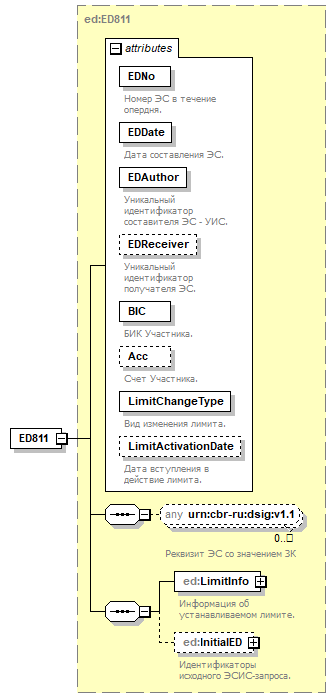 ed:ED811
attributes
EDNo
Номер ЭС в течение
опердня.
EDDate
Дата составления ЭС.
EDAuthor
Уникальный
идентификатор
составителя ЭС - УИС.
EDReceiver
Уникальный
идентификатор
получателя ЭС.
BIC
БИК Участника.
Acc
Счет Участника.
LimitChangeType
Вид изменения лимита.
LimitActivationDate
Дата вступления в
действие лимита.
ED811
any urn:cbr-ru:dsig:v1.1
0..
Реквизит ЭС со значением ЗК
ed:LimitInfo
Информация об
устанавливаемом лимите.
ed:InitialED
Идентификаторы
исходного ЭСИС-запроса.